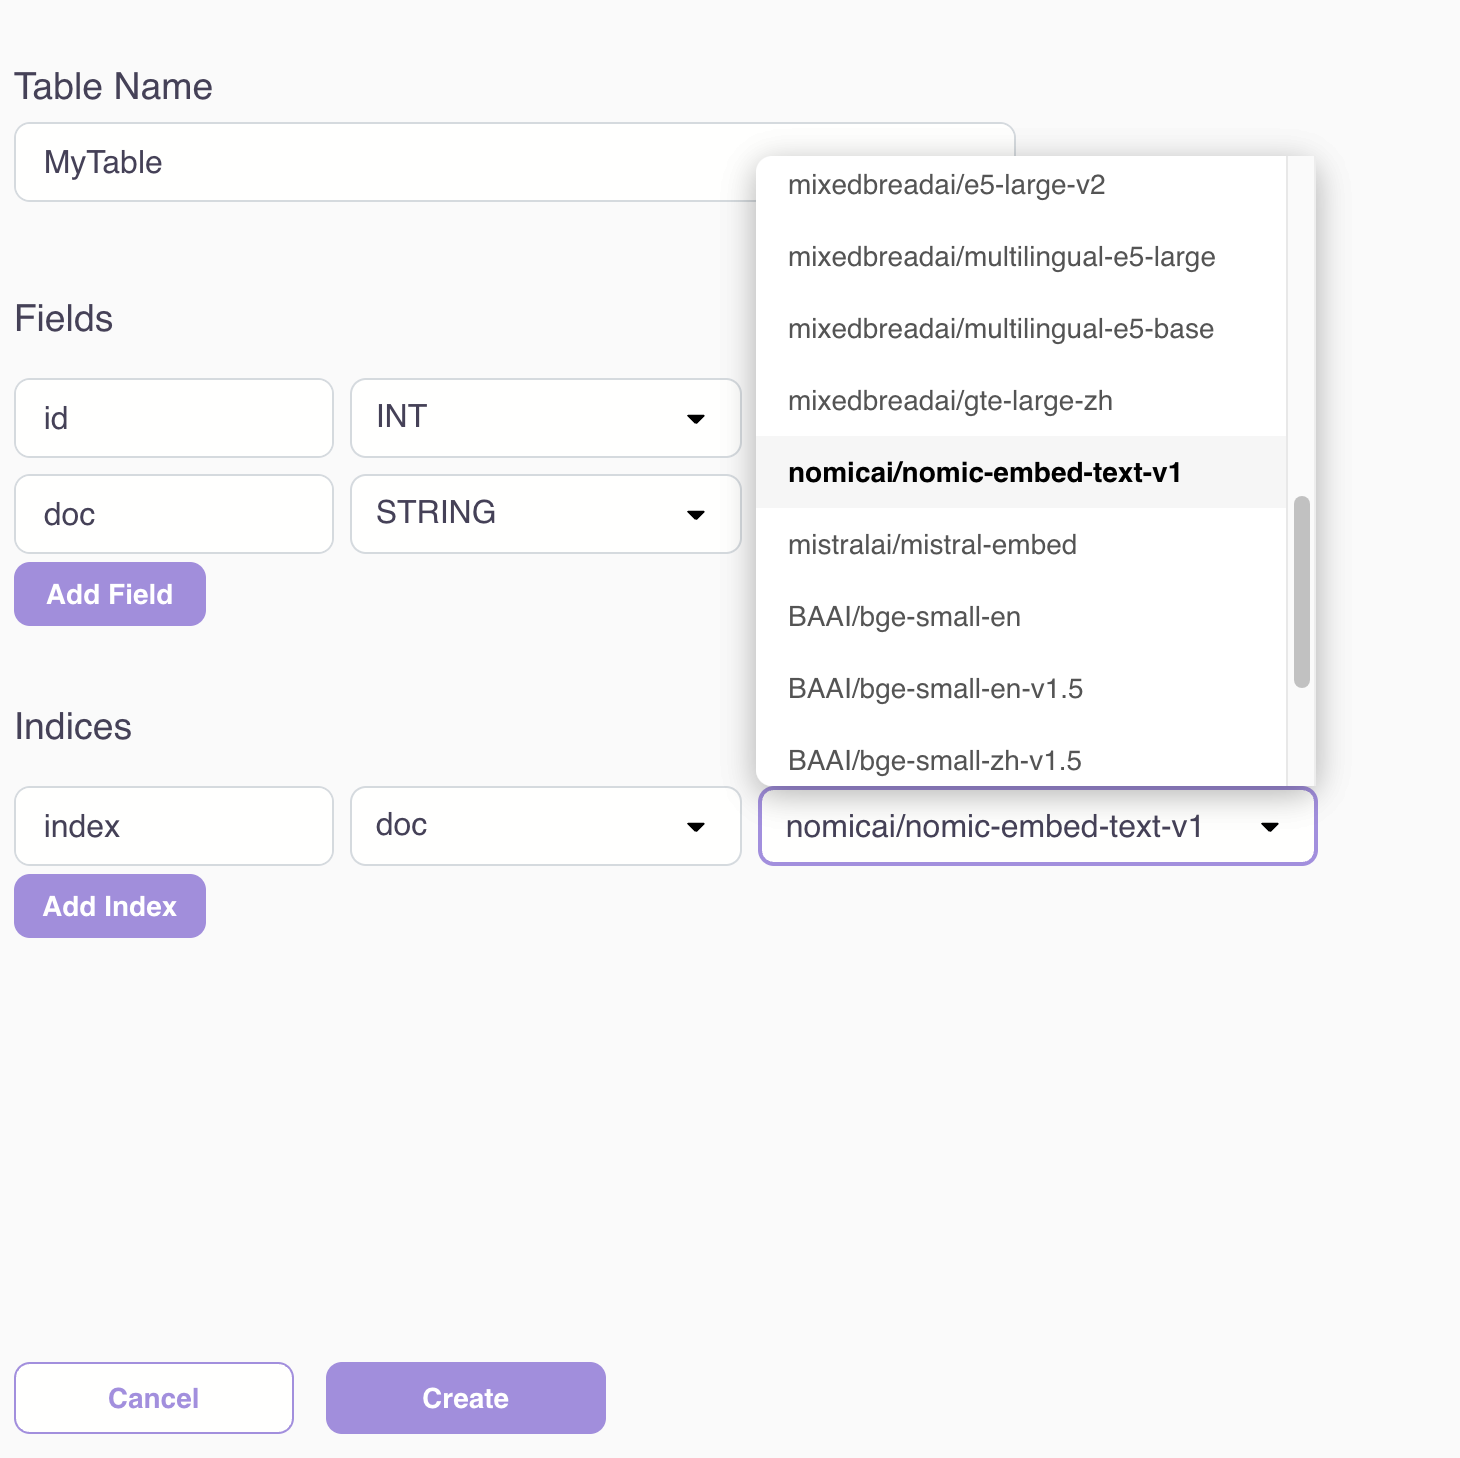 Table Name
MyTable
Fields
id
INT
doc
STRING
Add Field
mixedbreadai/e5-large-v2
mixedbreadai/multilingual-e5-large
mixedbreadai/multilingual-e5-base
mixedbreadai/gte-large-zh
nomicai/nomic-embed-text-v1
mistralai/mistral-embed
BAAI/bge-small-en
BAAI/bge-small-en-v1.5
BAAI/bge-small-zh-v1.5
Indices
index
doc
nomicai/nomic-embed-text-v1
Add Index
Cancel
Create